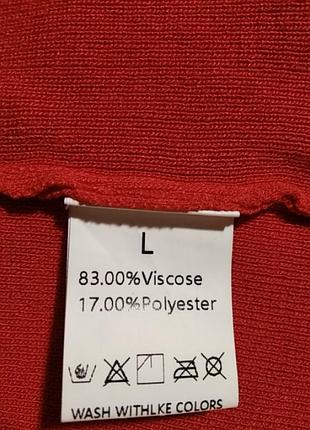 L
83.00%Viscose
17.00%Polyester
WASH WITHLKE COLORS